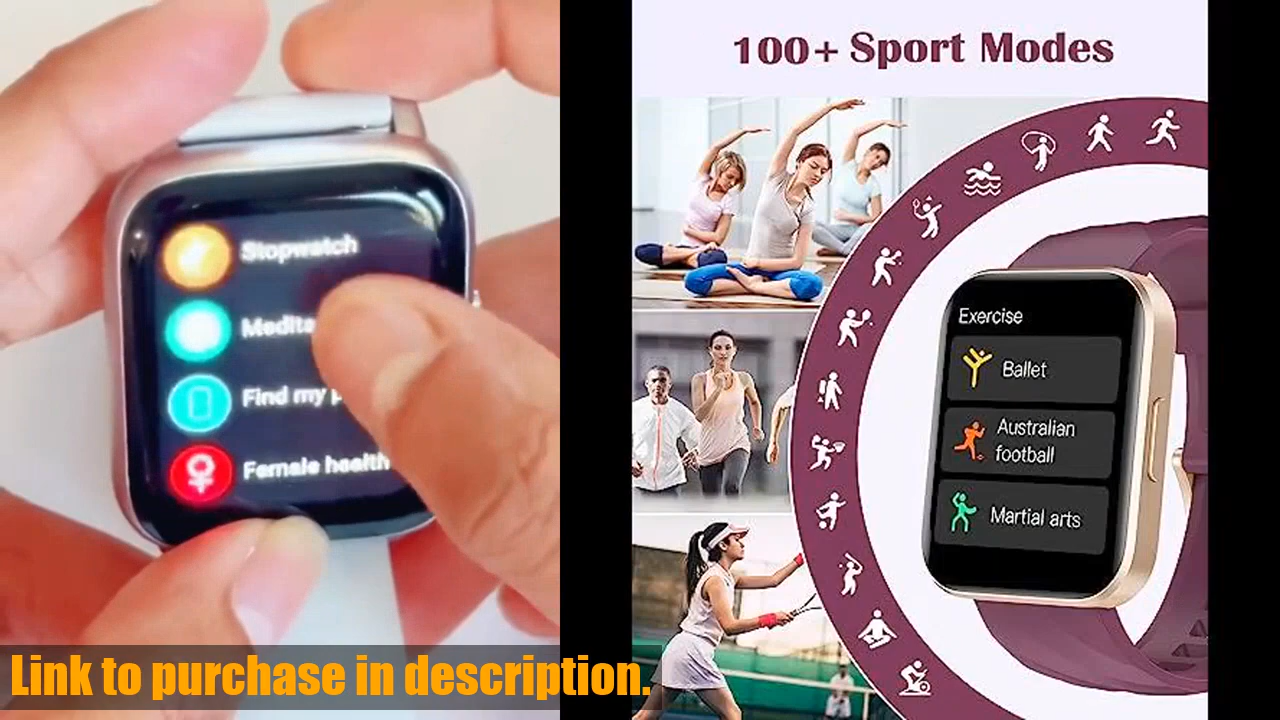 Stopwatch
Find my
Female health
100+ Sport Modes
Exercise
Ballet
Australian
football
Martial arts
Link to purchase in description.